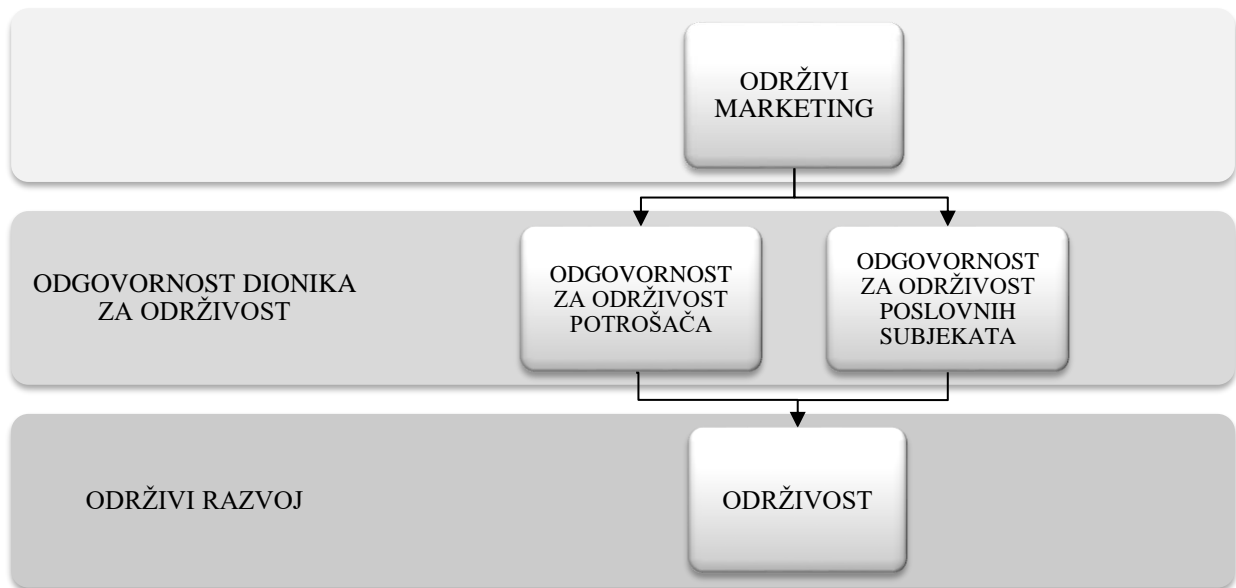 ODRŽIVI
MARKETING
ODGOVORNOST DIONIKA
ZA ODRŽIVOST
ODGOVORNOST
ZA ODRŽIVOST
POTROŠAČA
ODGOVORNOST
ZA ODRŽIVOST
POSLOVNIH
SUBJEKATA
ODRŽIVI RAZVOJ
ODRŽIVOST